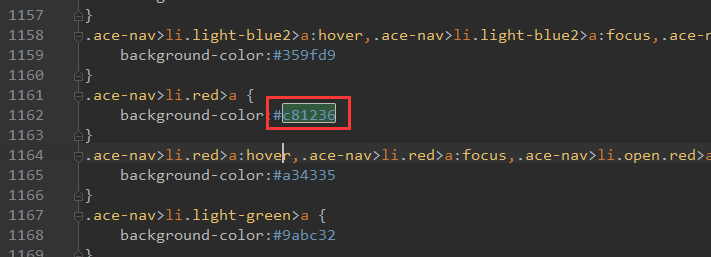 1157 }
1158 .ace-nav>li.light-blue2>a:hover,.ace-nav>li.light-blue2>a:focus,.ace-n
1159 background-color:#359fd9
1160 }
1161 .ace-nav>li.red>a {
1162 background-color:#c81236
1163 }
1164 .ace-nav>li.red>a:hover,.ace-nav>li.red>a:focus,.ace-nav>li.open.red>a
1165 background-color:#a34335
1166 }
1167 .ace-nav>li.light-green>a {
1168 background-color:#9abc32
1169 }